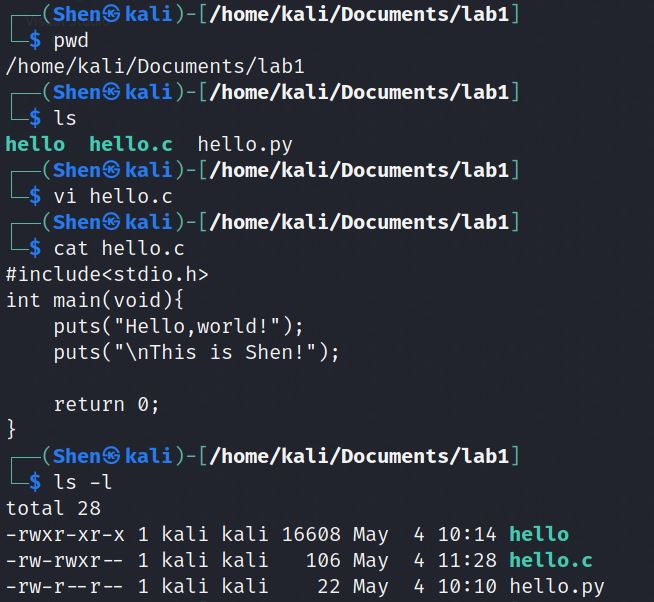 ┌──(Shen㉿kali)-[/home/kali/Documents/lab1]
└─$ pwd
/home/kali/Documents/lab1
┌──(Shen㉿kali)-[/home/kali/Documents/lab1]
└─$ ls
hello  hello.c  hello.py
┌──(Shen㉿kali)-[/home/kali/Documents/lab1]
└─$ vi hello.c
┌──(Shen㉿kali)-[/home/kali/Documents/lab1]
└─$ cat hello.c
#include<stdio.h>
int main(void){
    puts("Hello,world!");
    puts("\nThis is Shen!");

    return 0;
}
┌──(Shen㉿kali)-[/home/kali/Documents/lab1]
└─$ ls -l
total 28
-rwxr-xr-x 1 kali kali 16608 May  4 10:14 hello
-rw-rwxr-- 1 kali kali   106 May  4 11:28 hello.c
-rw-r--r-- 1 kali kali    22 May  4 10:10 hello.py